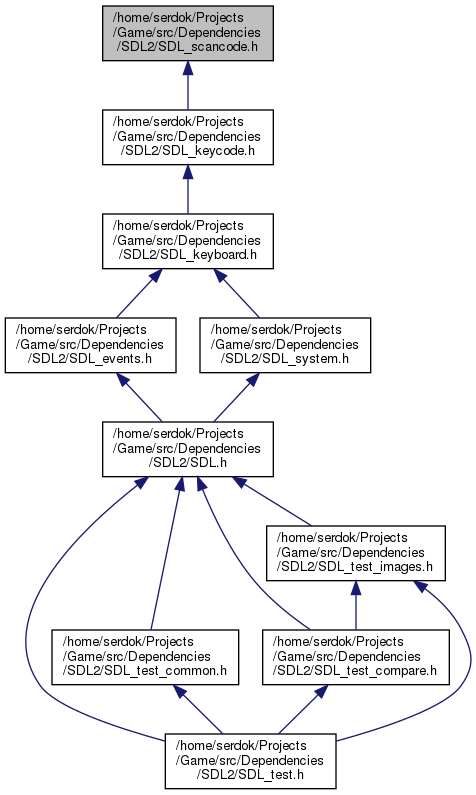 /home/serdok/Projects
/Game/src/Dependencies
/SDL2/SDL_scancode.h
/home/serdok/Projects
/Game/src/Dependencies
/SDL2/SDL_keycode.h
/home/serdok/Projects
/Game/src/Dependencies
/SDL2/SDL_keyboard.h
/home/serdok/Projects
/Game/src/Dependencies
/SDL2/SDL_events.h
/home/serdok/Projects
/Game/src/Dependencies
/SDL2/SDL_system.h
/home/serdok/Projects
/Game/src/Dependencies
/SDL2/SDL.h
/home/serdok/Projects
/Game/src/Dependencies
/SDL2/SDL_test_images.h
/home/serdok/Projects
/Game/src/Dependencies
/SDL2/SDL_test_common.h
/home/serdok/Projects
/Game/src/Dependencies
/SDL2/SDL_test_compare.h
/home/serdok/Projects
/Game/src/Dependencies
/SDL2/SDL_test.h